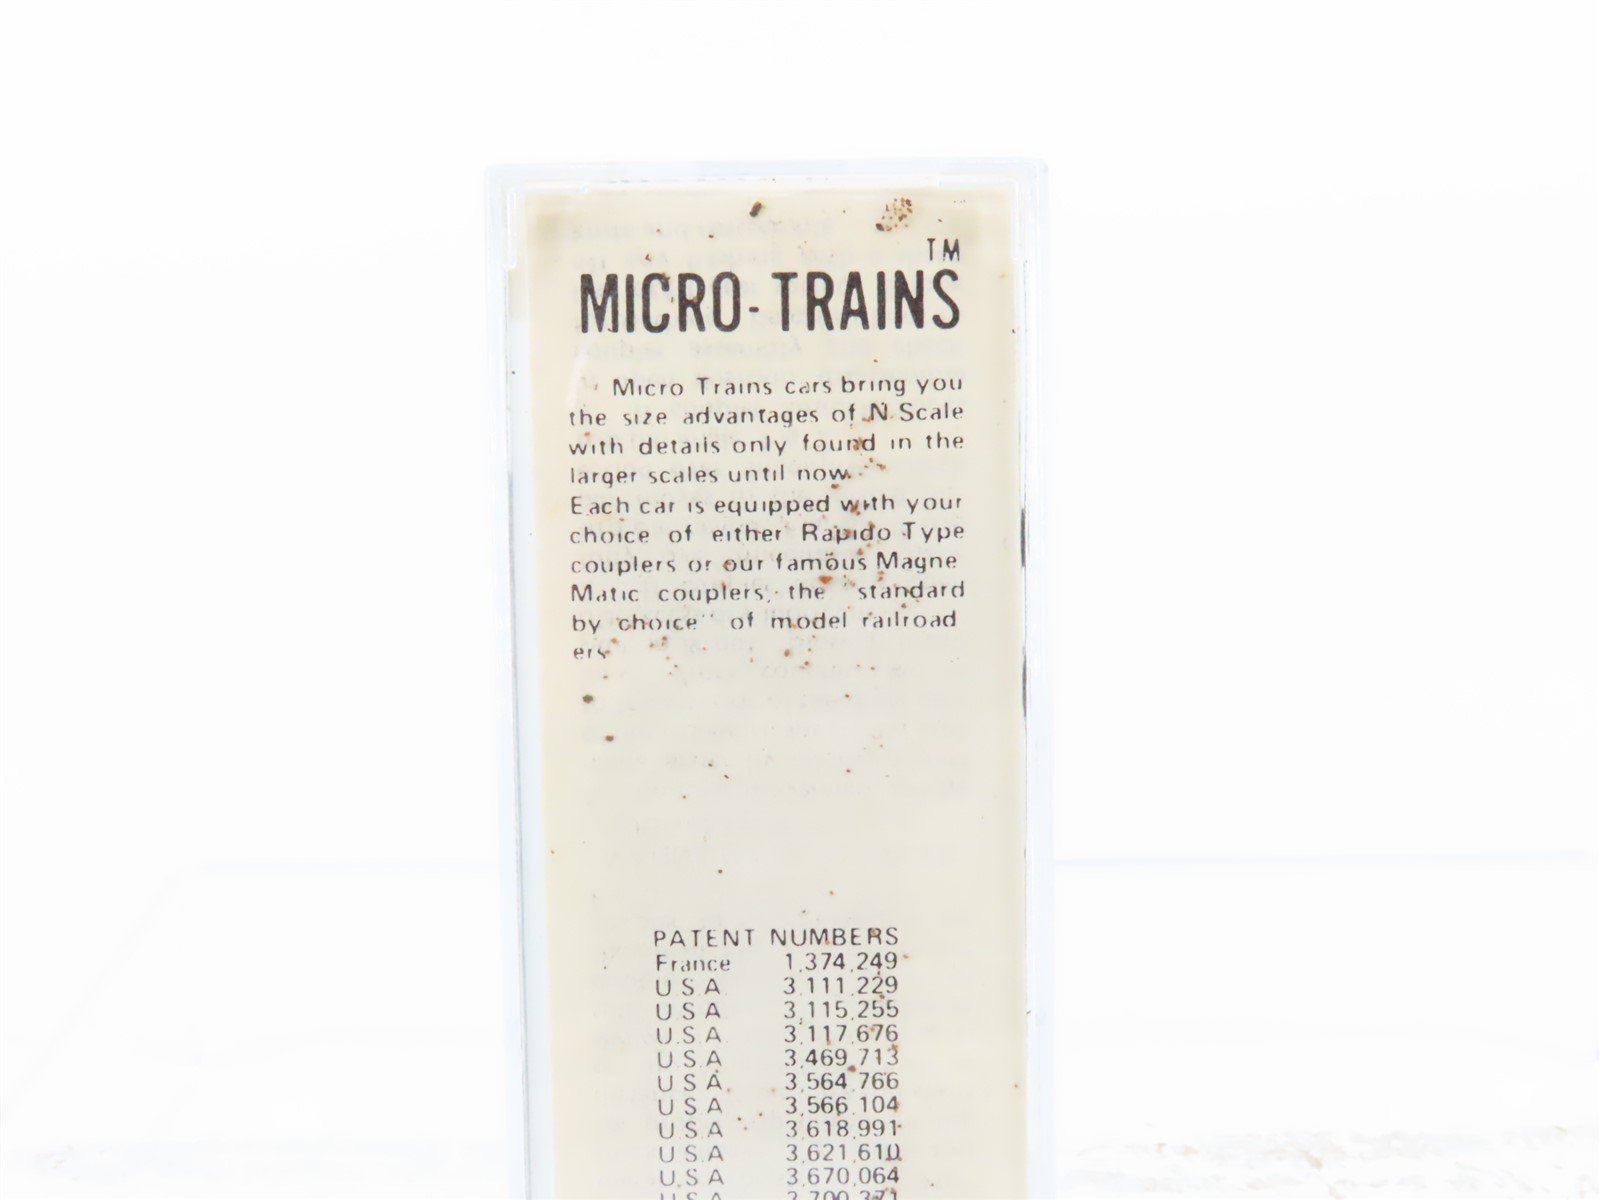 TM
MICRO-TRAINS
Micro Trains cars bring you
the size advantages of N Scale
with details only found in the
larger scales until now.
Each car is equipped with your
choice of either Rapido Type
couplers or our famous Magne
Matic couplers, the "standard
by choice" of model railroad
ers
PATENT NUMBERS
France 1,374,249
U.S.A. 3,111,229
U.S.A. 3,115,255
U.S.A. 3,117,676
U.S.A. 3,469,713
U.S.A. 3,564,766
U.S.A. 3,566,104
U.S.A. 3,618,991
U.S.A. 3,621,610
U.S.A. 3,670,064
U.S.A.